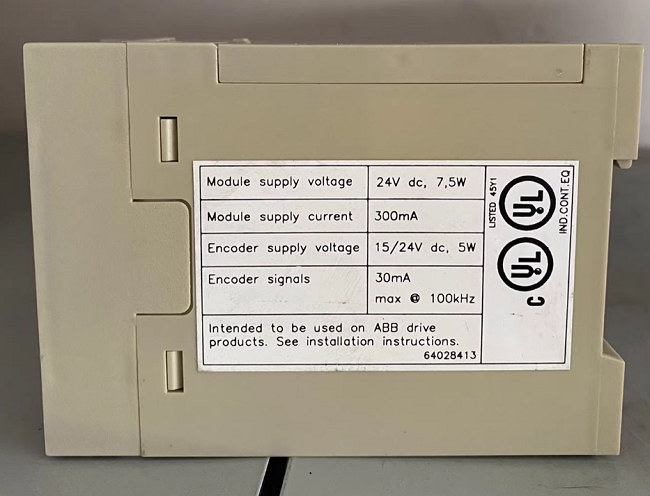 Module supply voltage 24V dc, 7,5W
Module supply current 300mA
Encoder supply voltage 15/24V dc, 5W
Encoder signals 30mA
max @ 100kHz
Intended to be used on ABB drive
products. See installation instructions.
64028413
LISTED 45Y1
UL
IND.CONT.EQ
C UL